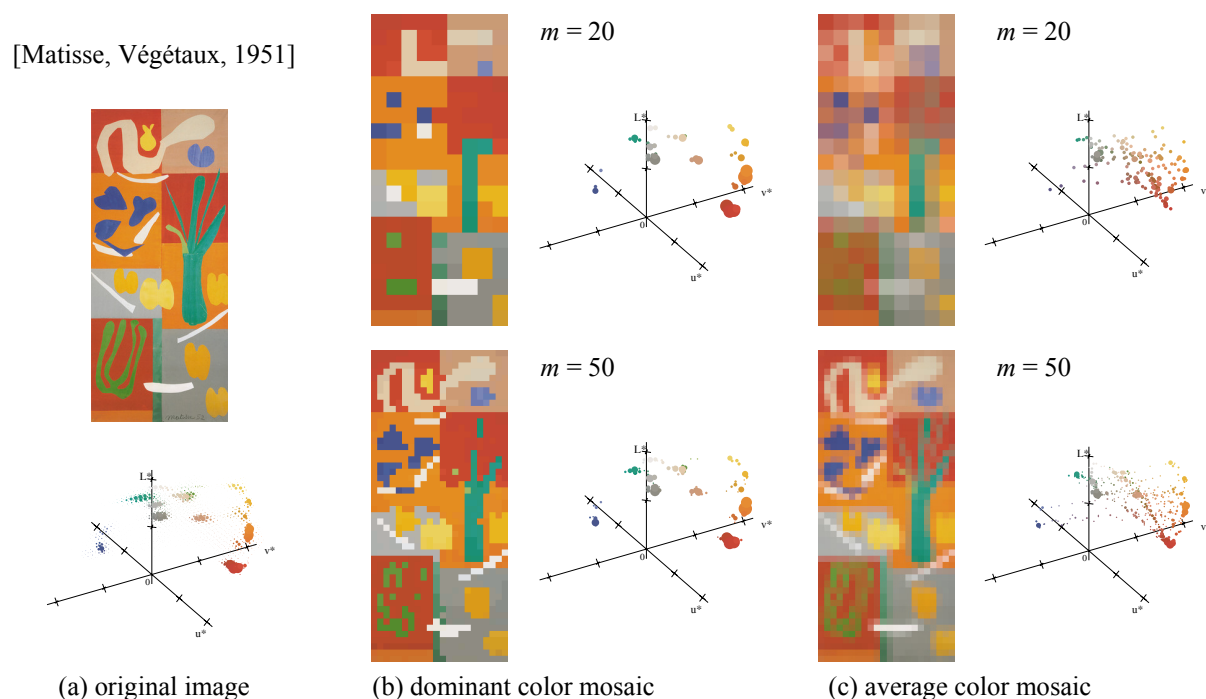 [Matisse, Végétaux, 1951]
L*
v*
0
u*
(a) original image
m = 20
L*
v*
0
u*
m = 50
L*
v*
0
u*
(b) dominant color mosaic
m = 20
L*
v*
0
u*
m = 50
L*
v*
0
u*
(c) average color mosaic